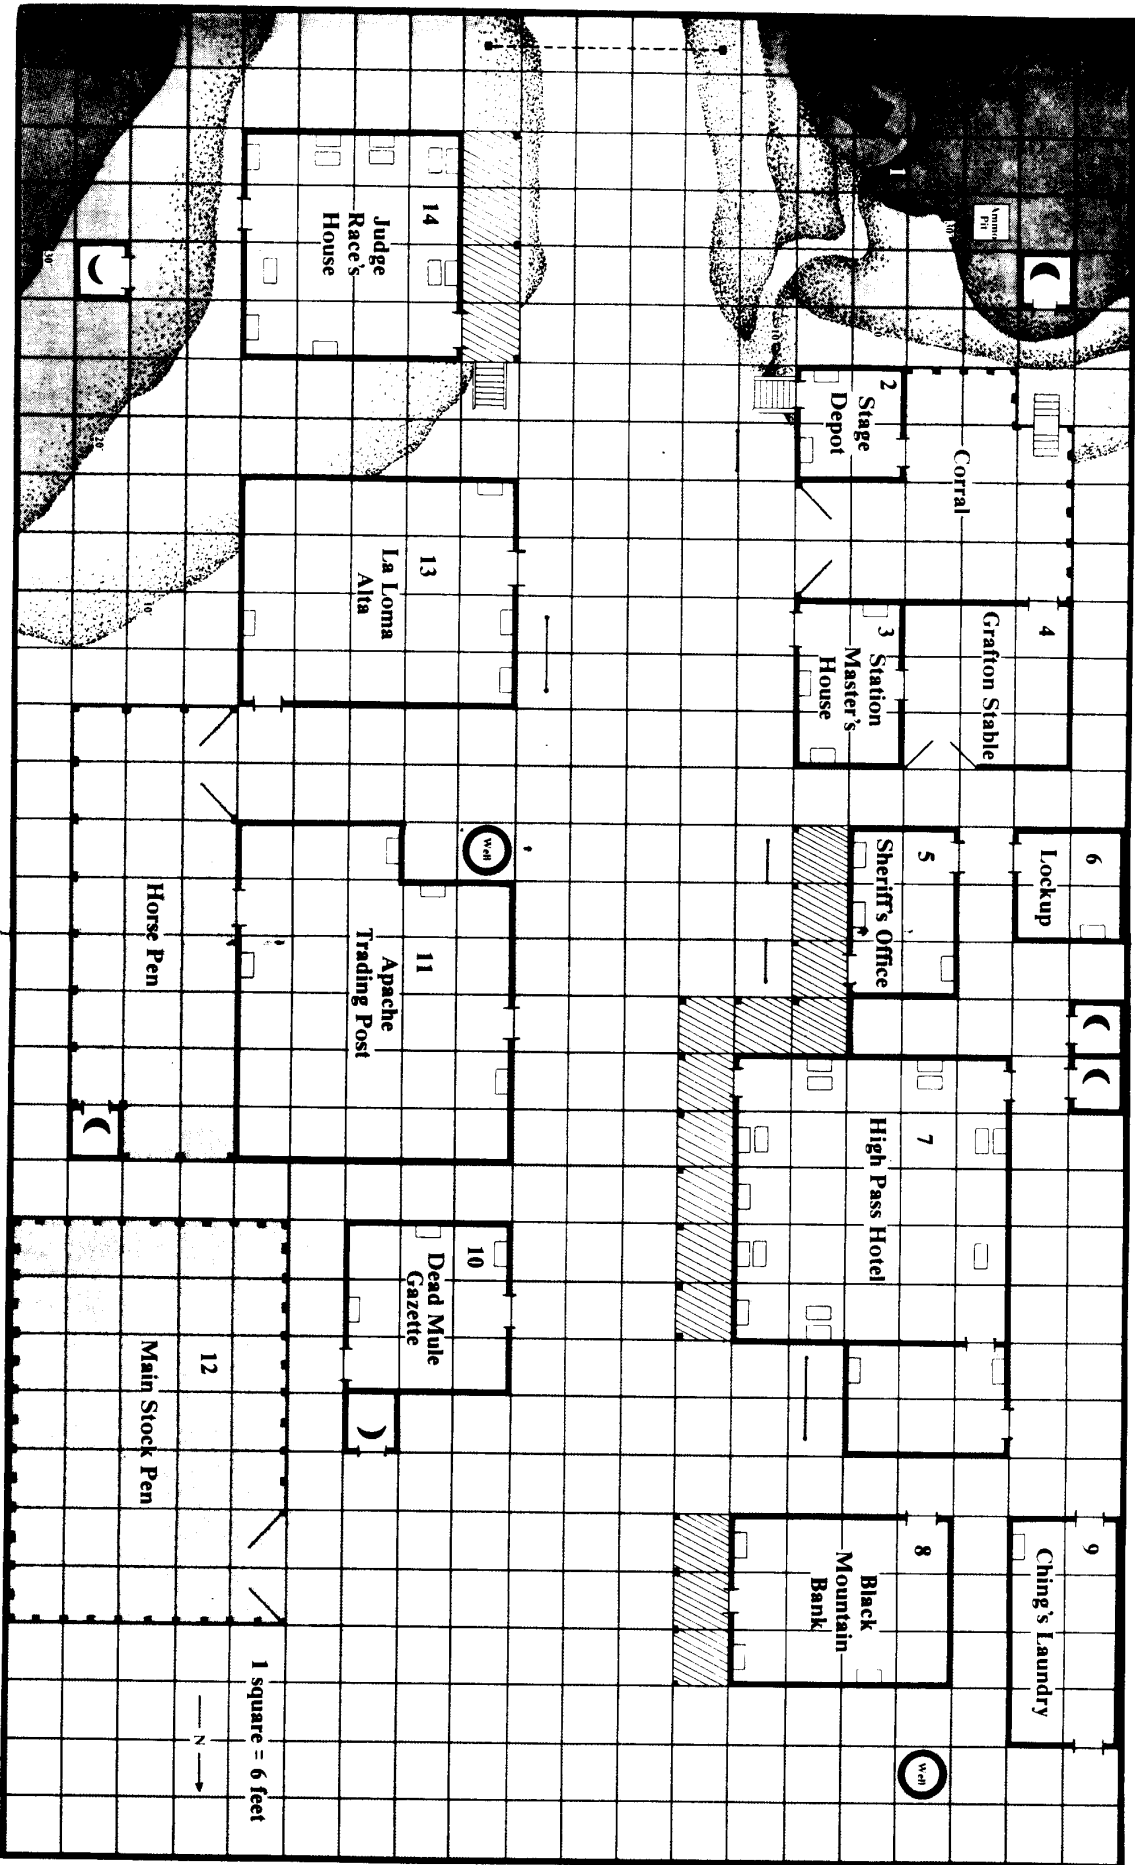 1
Ammo
Pit
2
Stage
Depot
Corral
3
Station
Master's
House
4
Grafton Stable
5
Sheriff's Office
6
Lockup
7
High Pass Hotel
8
Black
Mountain
Bank
9
Ching's Laundry
Well
10
Dead Mule
Gazette
11
Apache
Trading Post
Well
Horse Pen
12
Main Stock Pen
13
La Loma
Alta
14
Judge
Race's
House
10'
20'
30'
1 square = 6 feet
N